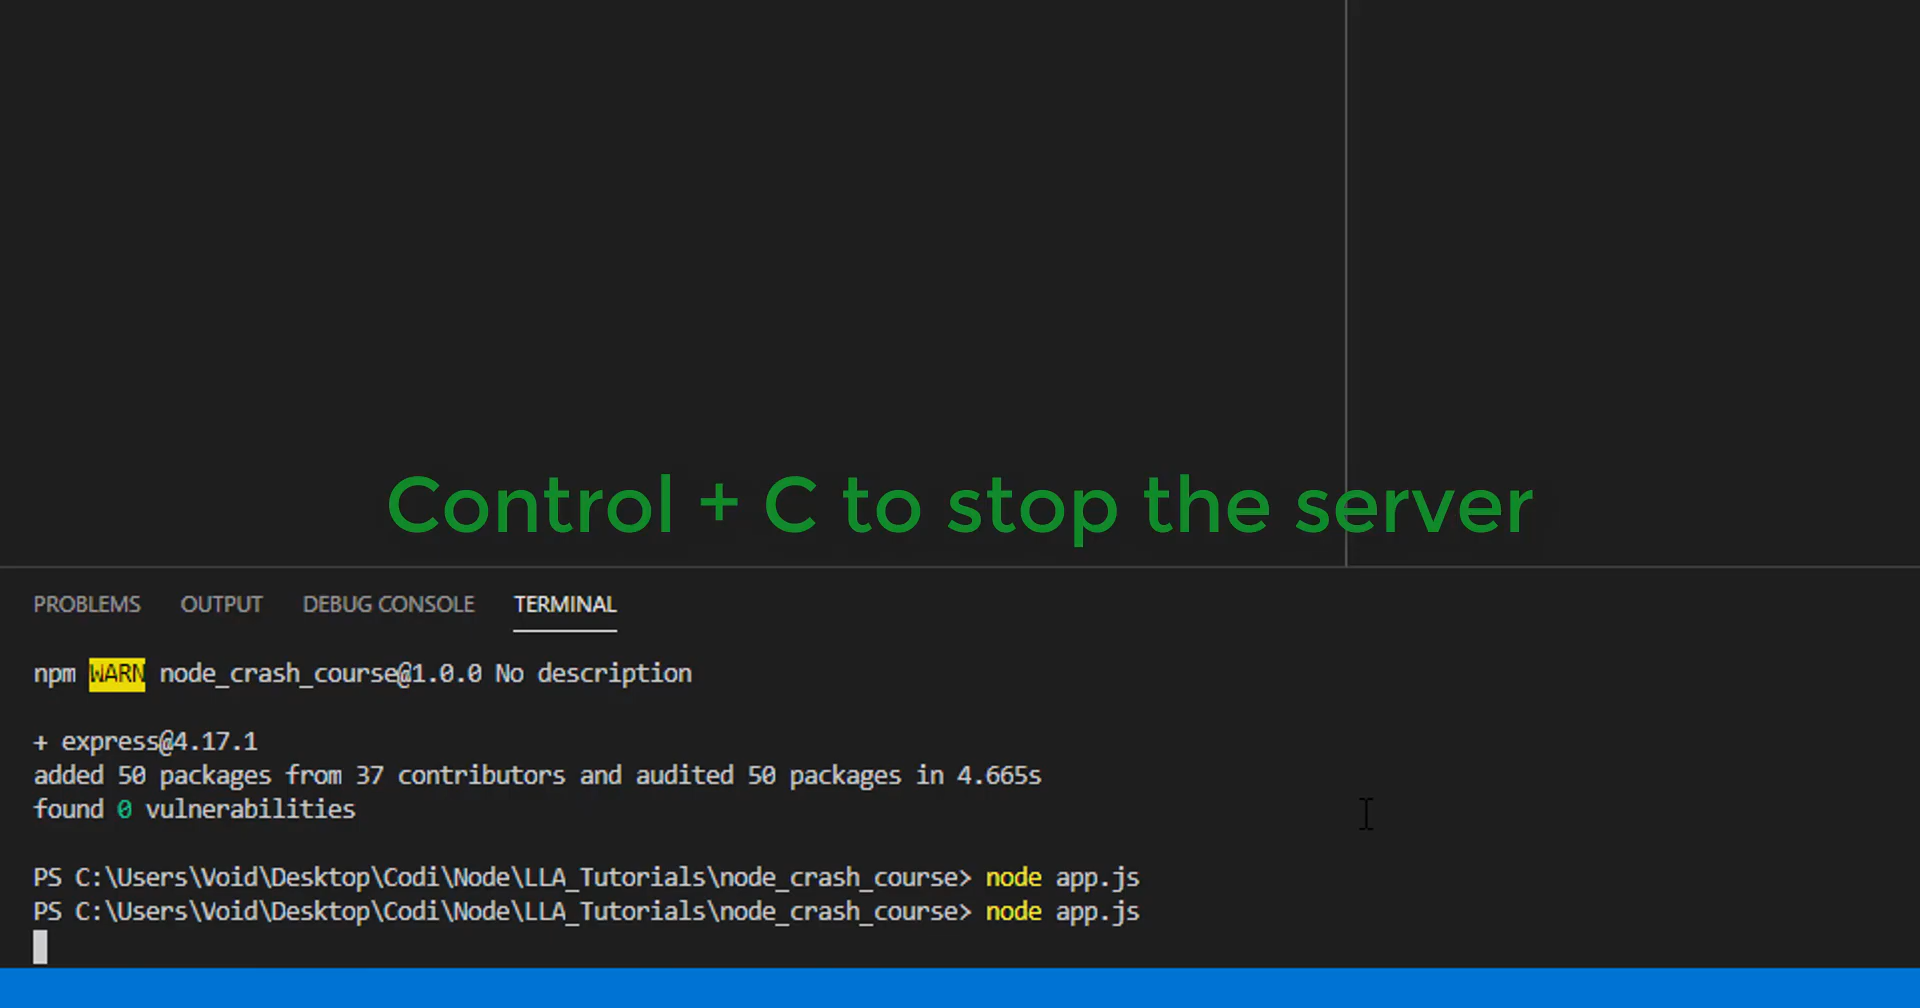 Control + C to stop the server
PROBLEMS OUTPUT DEBUG CONSOLE TERMINAL
npm WARN node_crash_course@1.0.0 No description
+ express@4.17.1
added 50 packages from 37 contributors and audited 50 packages in 4.665s
found 0 vulnerabilities
PS C:\Users\Void\Desktop\Codi\Node\LLA_Tutorials\node_crash_course> node app.js
PS C:\Users\Void\Desktop\Codi\Node\LLA_Tutorials\node_crash_course> node app.js